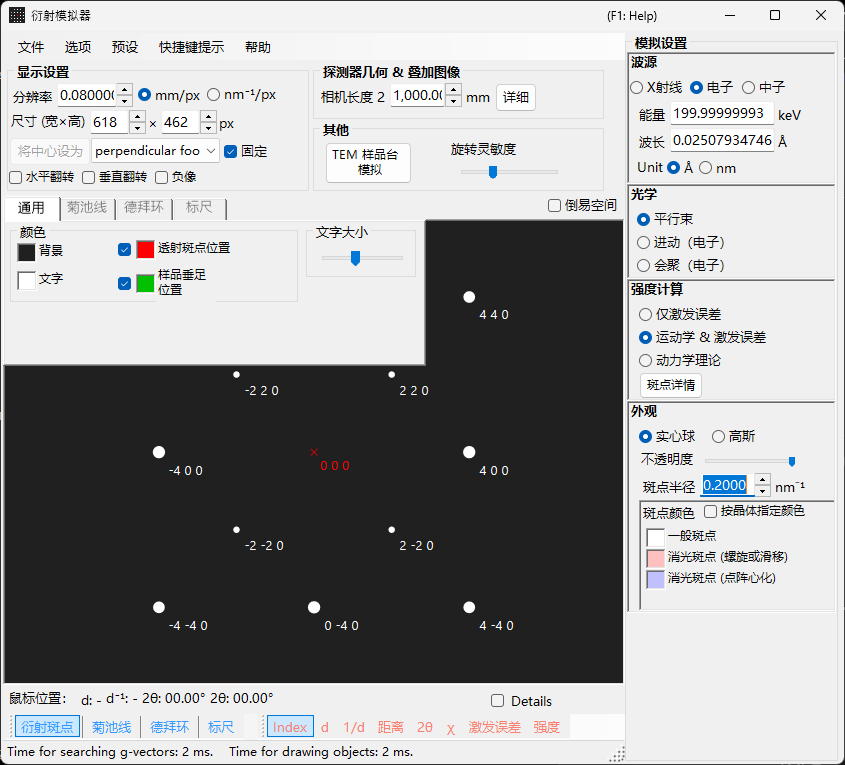 衍射模拟器
(F1: Help)
文件 选项 预设 快捷键提示 帮助
显示设置
分辨率 0.08000 mm/px nm⁻¹/px
尺寸 (宽×高) 618 × 462 px
将中心设为 perpendicular foo 固定
水平翻转 垂直翻转 负像
探测器几何 & 叠加图像
相机长度 2 1,000.0 mm 详细
其他
TEM 样品台
模拟
旋转灵敏度
通用 菊池线 德拜环 标尺
倒易空间
颜色
背景
透射斑点位置
文字
样品垂足
位置
文字大小
4 4 0
-2 2 0
2 2 0
-4 0 0
0 0 0
4 0 0
-2 -2 0
2 -2 0
-4 -4 0
0 -4 0
4 -4 0
鼠标位置: d: - d⁻¹: - 2θ: 00.00° 2θ: 00.00°
Details
衍射斑点 菊池线 德拜环 标尺 Index d 1/d 距离 2θ χ 激发误差 强度
Time for searching g-vectors: 2 ms. Time for drawing objects: 2 ms.
模拟设置
波源
X射线 电子 中子
能量 199.99999993 keV
波长 0.02507934746 Å
Unit Å nm
光学
平行束
进动（电子）
会聚（电子）
强度计算
仅激发误差
运动学 & 激发误差
动力学理论
斑点详情
外观
实心球 高斯
不透明度
斑点半径 0.2000 nm⁻¹
斑点颜色 按晶体指定颜色
一般斑点
消光斑点 (螺旋或滑移)
消光斑点 (点阵心化)